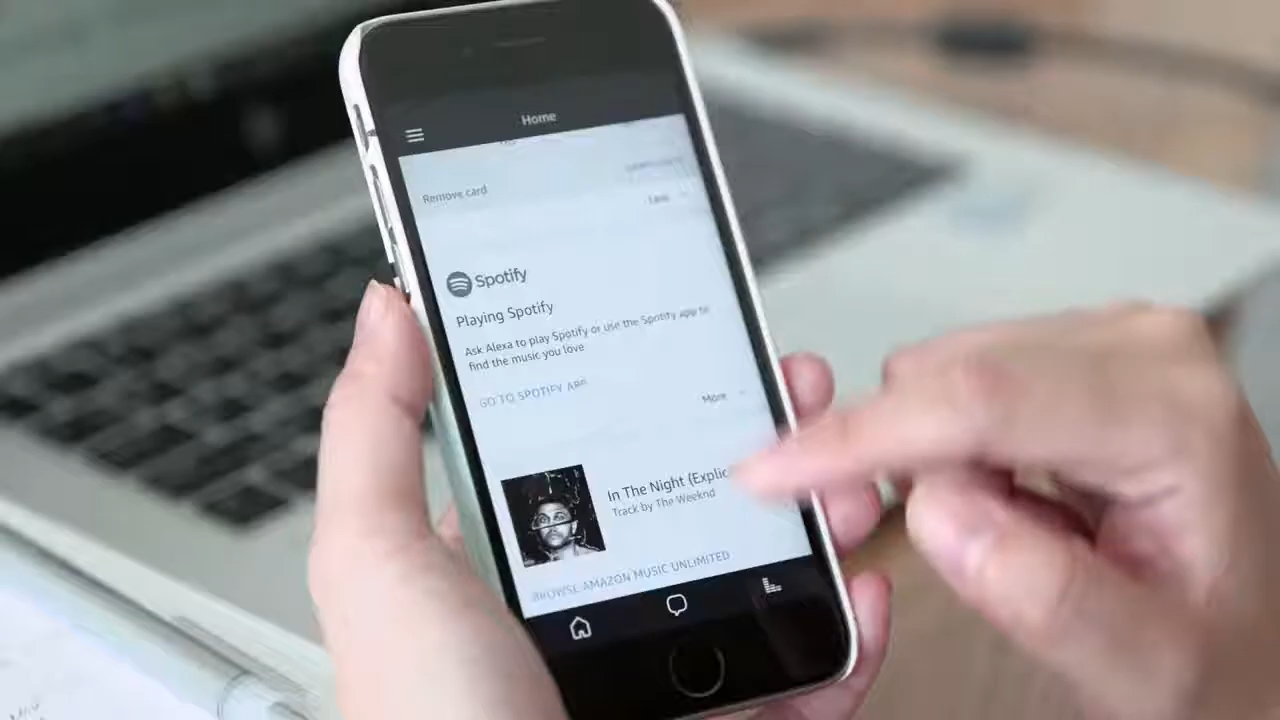 Home
Remove card
Less
Spotify
Playing Spotify
Ask Alexa to play Spotify or use the Spotify app to
find the music you love
GO TO SPOTIFY APP
More
In The Night (Explic
Track by The Weeknd
BROWSE AMAZON MUSIC UNLIMITED